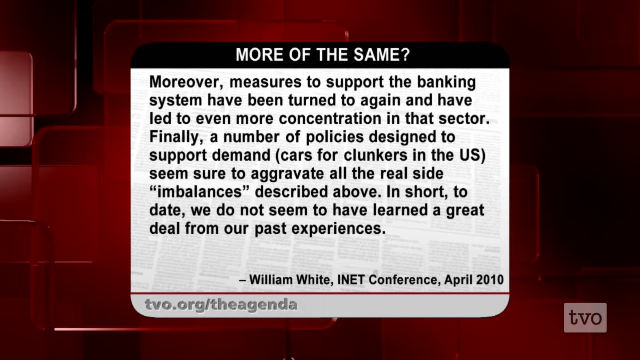 MORE OF THE SAME?
Moreover, measures to support the banking
system have been turned to again and have
led to even more concentration in that sector.
Finally, a number of policies designed to
support demand (cars for clunkers in the US)
seem sure to aggravate all the real side
“imbalances” described above. In short, to
date, we do not seem to have learned a great
deal from our past experiences.
– William White, INET Conference, April 2010
tvo.org/theagenda
tvo